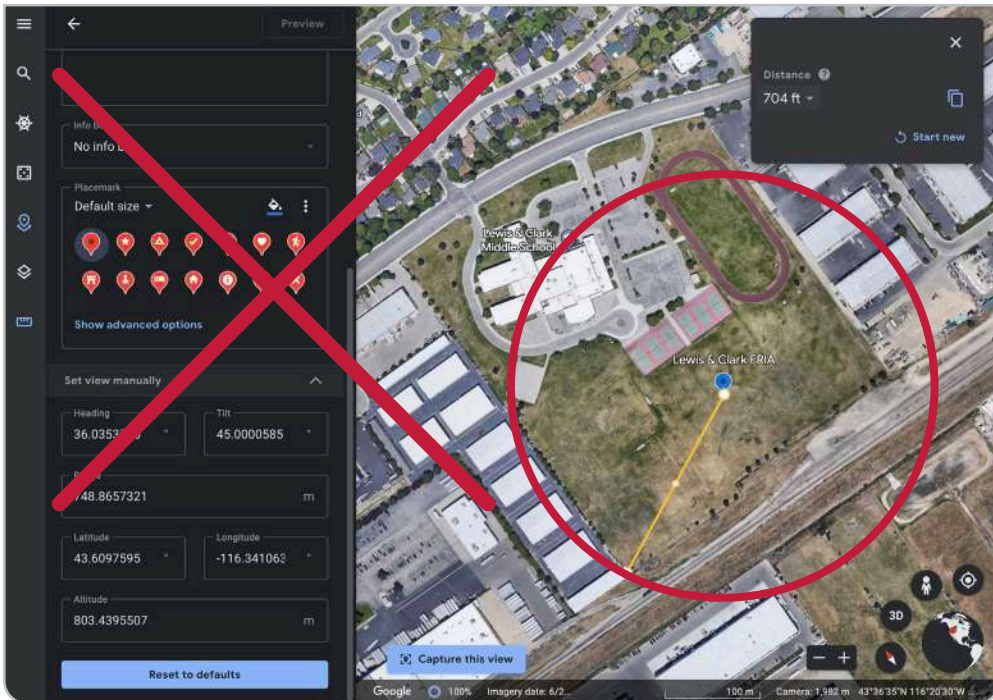 Preview
No info
Placemark
Default size
Show advanced options
Set view manually
Heading
Tilt
36.0353
45.0000585
748.8657321
m
Latitude
Longitude
43.6097595
-116.341063
Altitude
803.4395507
m
Reset to defaults
Distance
704 ft
Start new
Lewis & Clark
Middle School
Lewis & Clark FRIA
3D
Capture this view
Google
100%
Imagery date: 6/2...
100 m
Camera: 1,982 m
43°36'35"N 116°20'30"W